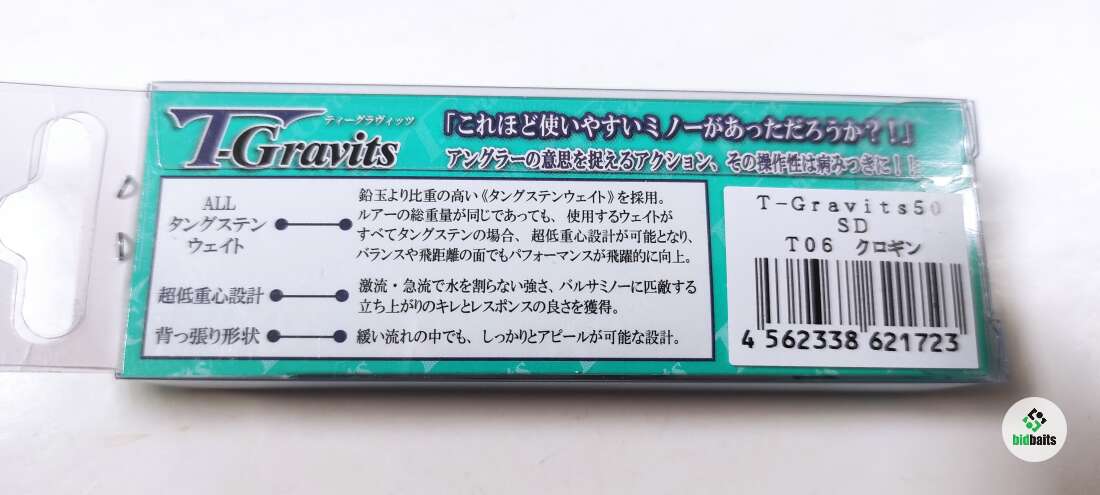 ティーグラヴィッツ
T-Gravits
「これほど使いやすいミノーがあっただろうか？！」
アングラーの意思を捉えるアクション、その操作性は病みつきに！！
ALL
タングステン
ウェイト
鉛玉より比重の高い《タングステンウェイト》を採用。
ルアーの総重量が同じであっても、使用するウェイトが
すべてタングステンの場合、超低重心設計が可能となり、
バランスや飛距離の面でもパフォーマンスが飛躍的に向上。
超低重心設計
激流・急流で水を割らない強さ、バルサミノーに匹敵する
立ち上がりのキレとレスポンスの良さを獲得。
背っ張り形状
緩い流れの中でも、しっかりとアピールが可能な設計。
T-Gravits50
SD
T06 クロギン
4 562338 621723
bidbaits